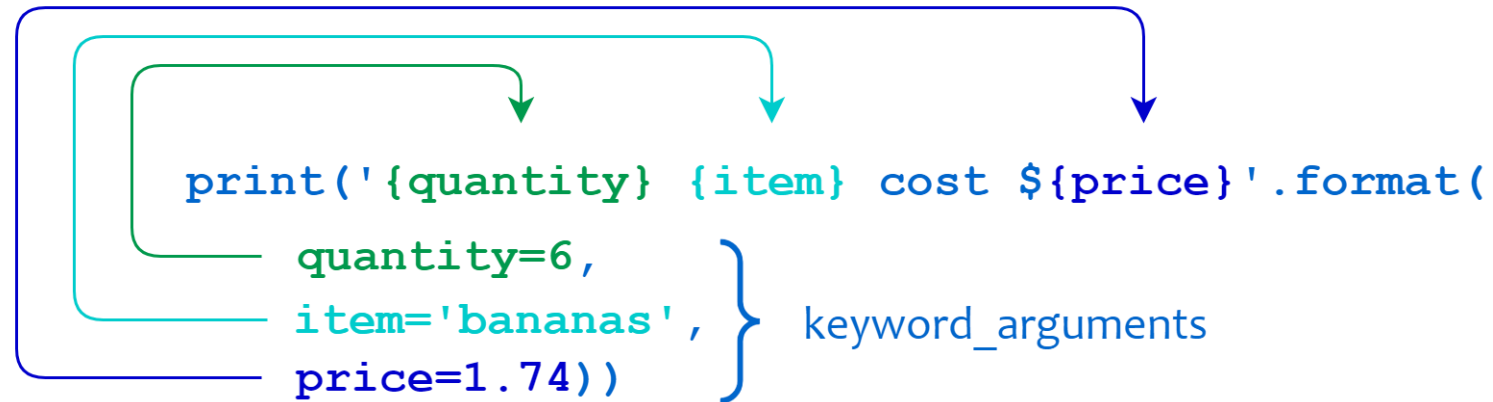 print('{quantity} {item} cost ${price}'.format(
quantity=6,
item='bananas',
keyword_arguments
price=1.74))